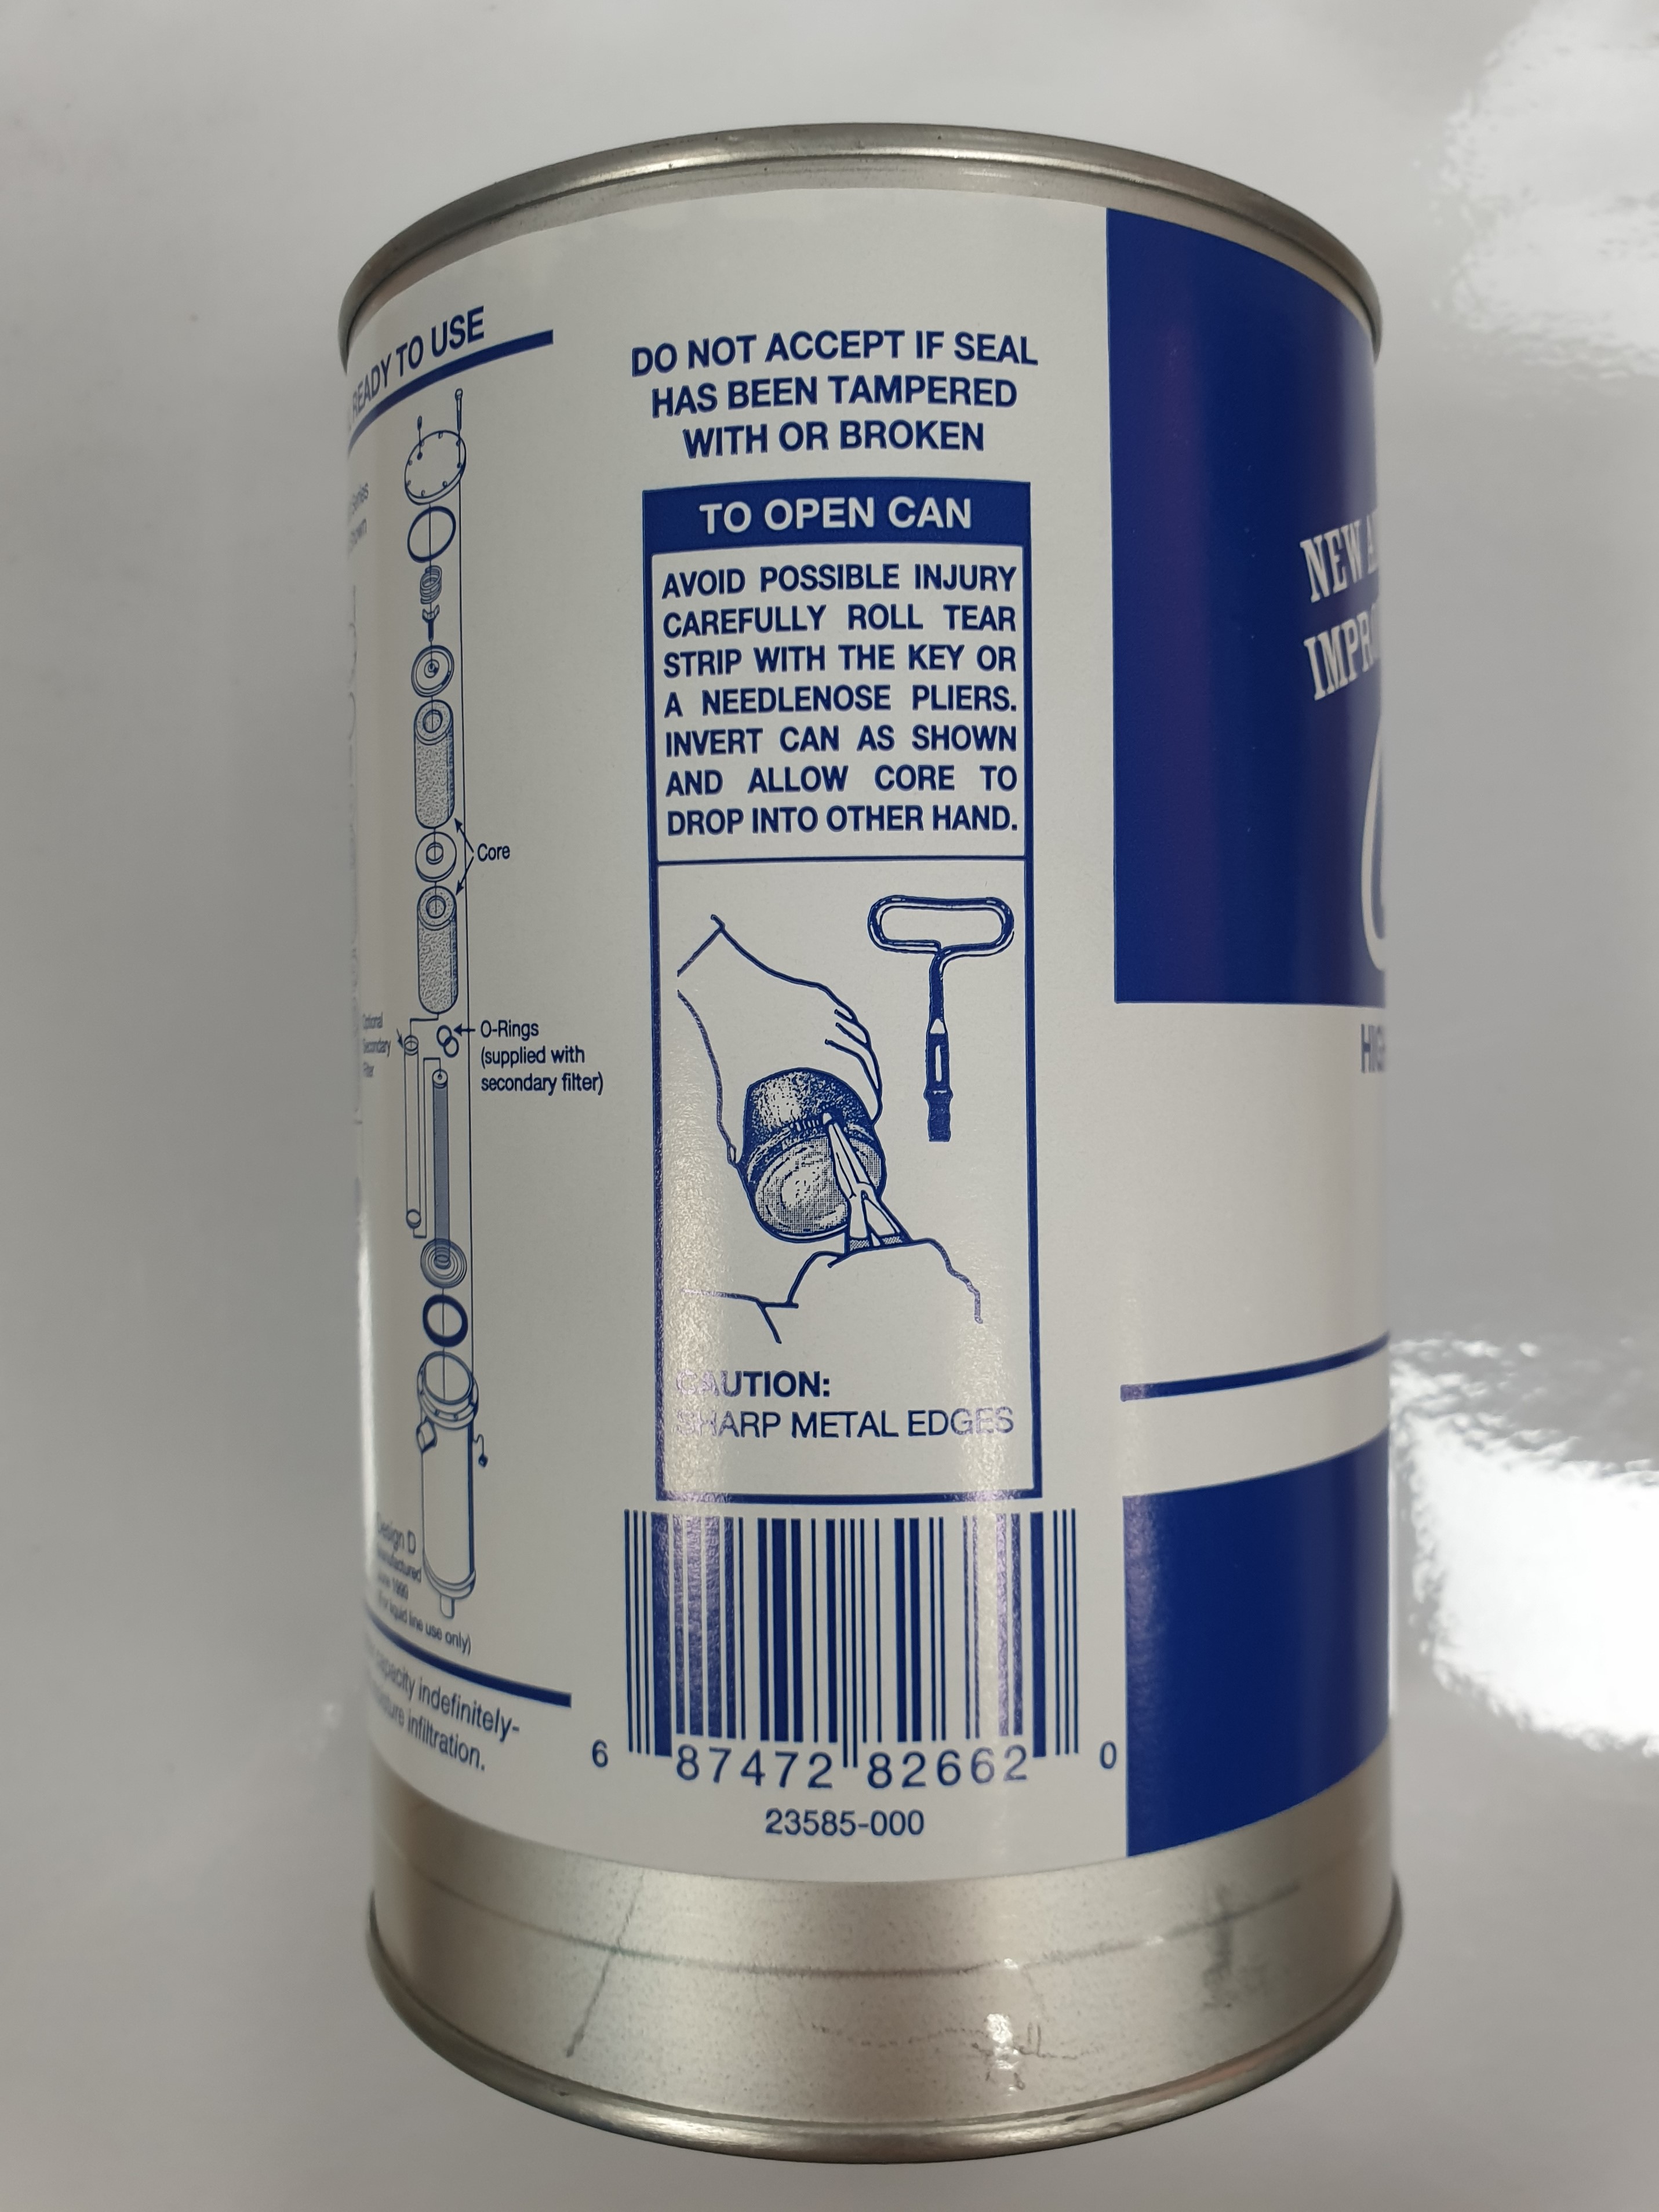 READY TO USE
DO NOT ACCEPT IF SEAL
HAS BEEN TAMPERED
WITH OR BROKEN
TO OPEN CAN
AVOID POSSIBLE INJURY
CAREFULLY ROLL TEAR
STRIP WITH THE KEY OR
A NEEDLENOSE PLIERS.
INVERT CAN AS SHOWN
AND ALLOW CORE TO
DROP INTO OTHER HAND.
CAUTION:
SHARP METAL EDGES
6 87472 82662 0
23585-000
Core
Optional
Secondary
Filter
O-Rings
(supplied with
secondary filter)
Design D
(For liquid line use only)
capacity indefinitely-
infiltration.
NEW